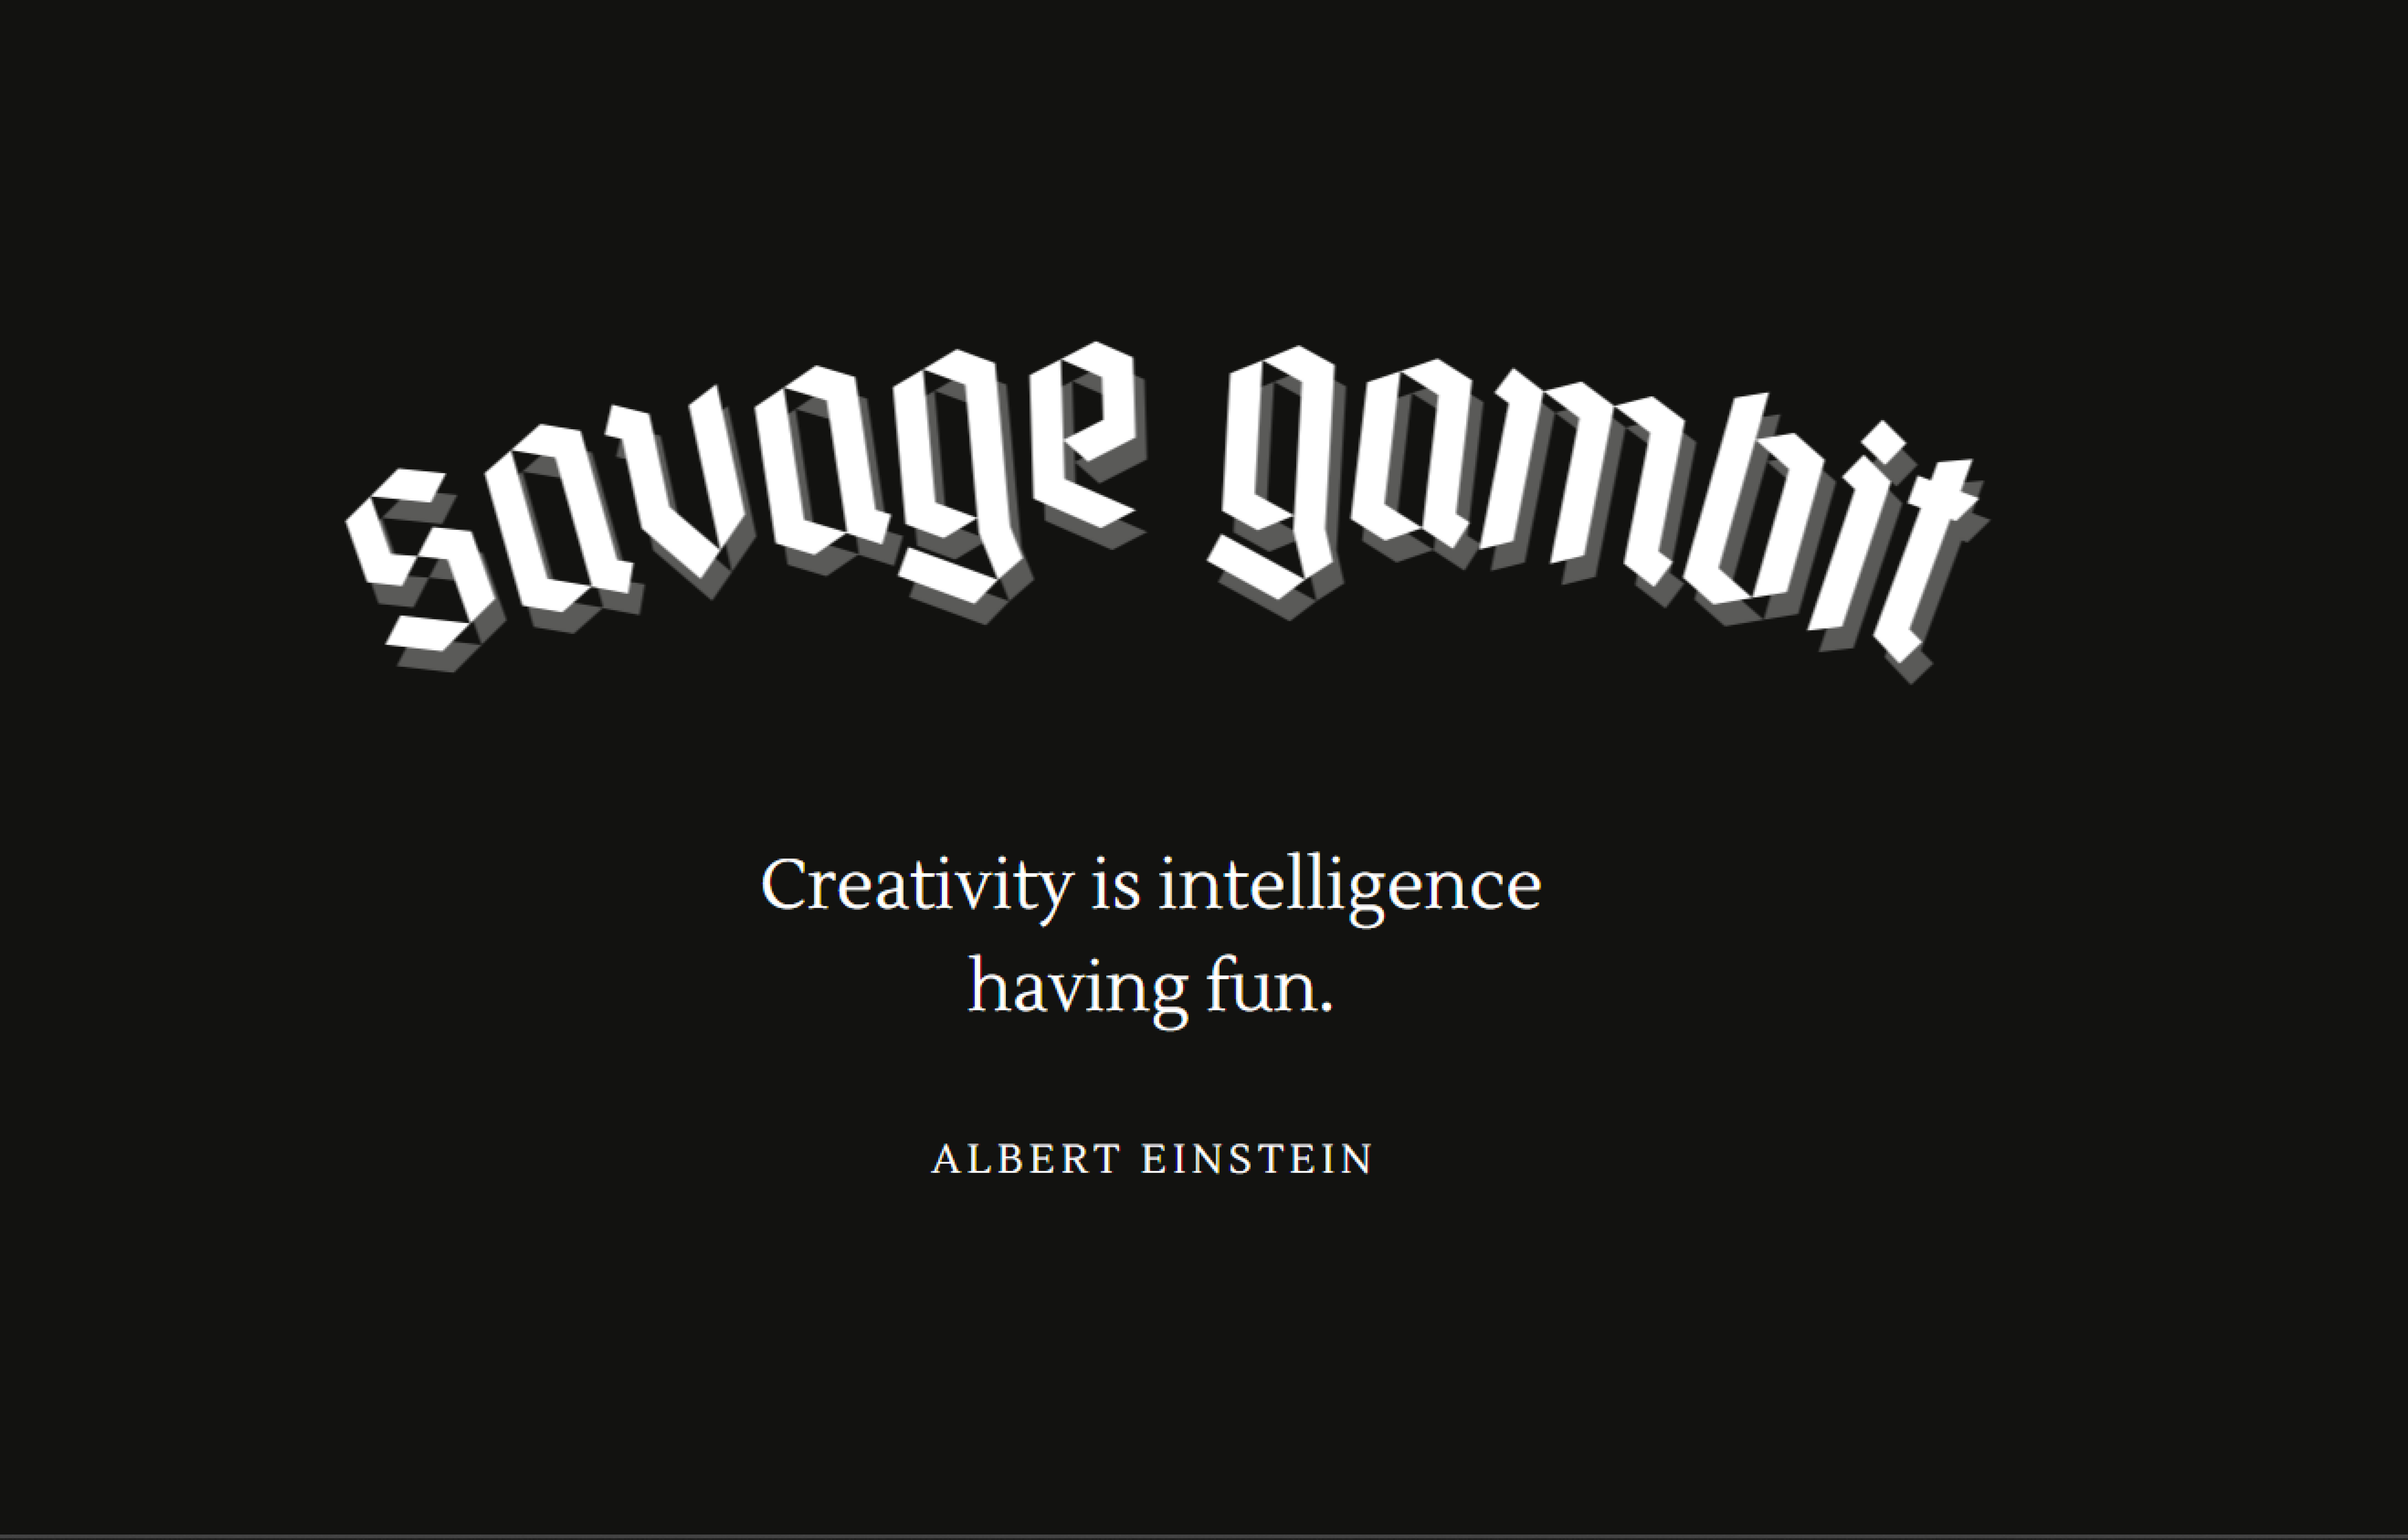 savage gambit
Creativity is intelligence
having fun.
ALBERT EINSTEIN